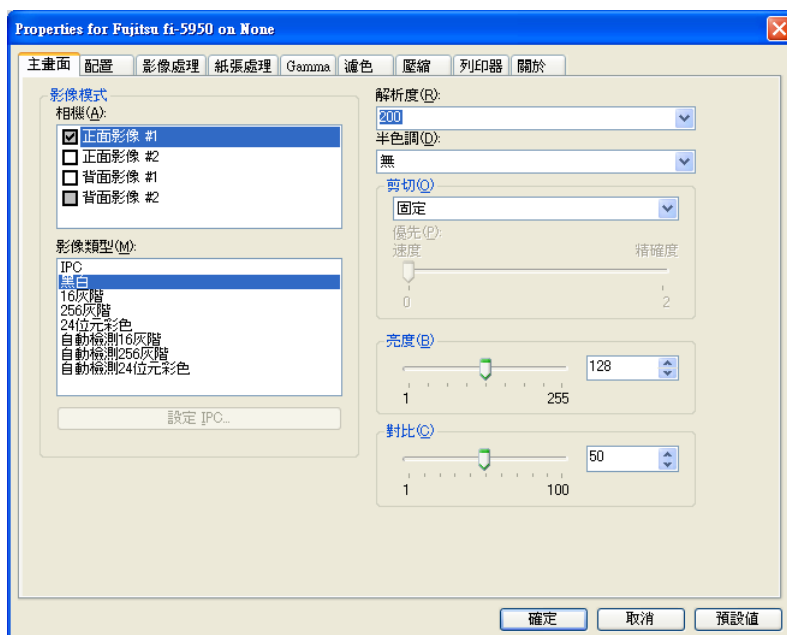 Properties for Fujitsu fi-5950 on None
主畫面 配置 影像處理 紙張處理 Gamma 濾色 壓縮 列印器 關於
影像模式
相機(A):
正面影像 #1
正面影像 #2
背面影像 #1
背面影像 #2
影像類型(M):
IPC
黑白
16灰階
256灰階
24位元彩色
自動檢測16灰階
自動檢測256灰階
自動檢測24位元彩色
設定 IPC...
解析度(R):
200
半色調(D):
無
剪切(O)
固定
優先(P):
速度 精確度
0 2
亮度(B)
128
1 255
對比(C)
50
1 100
確定 取消 預設值